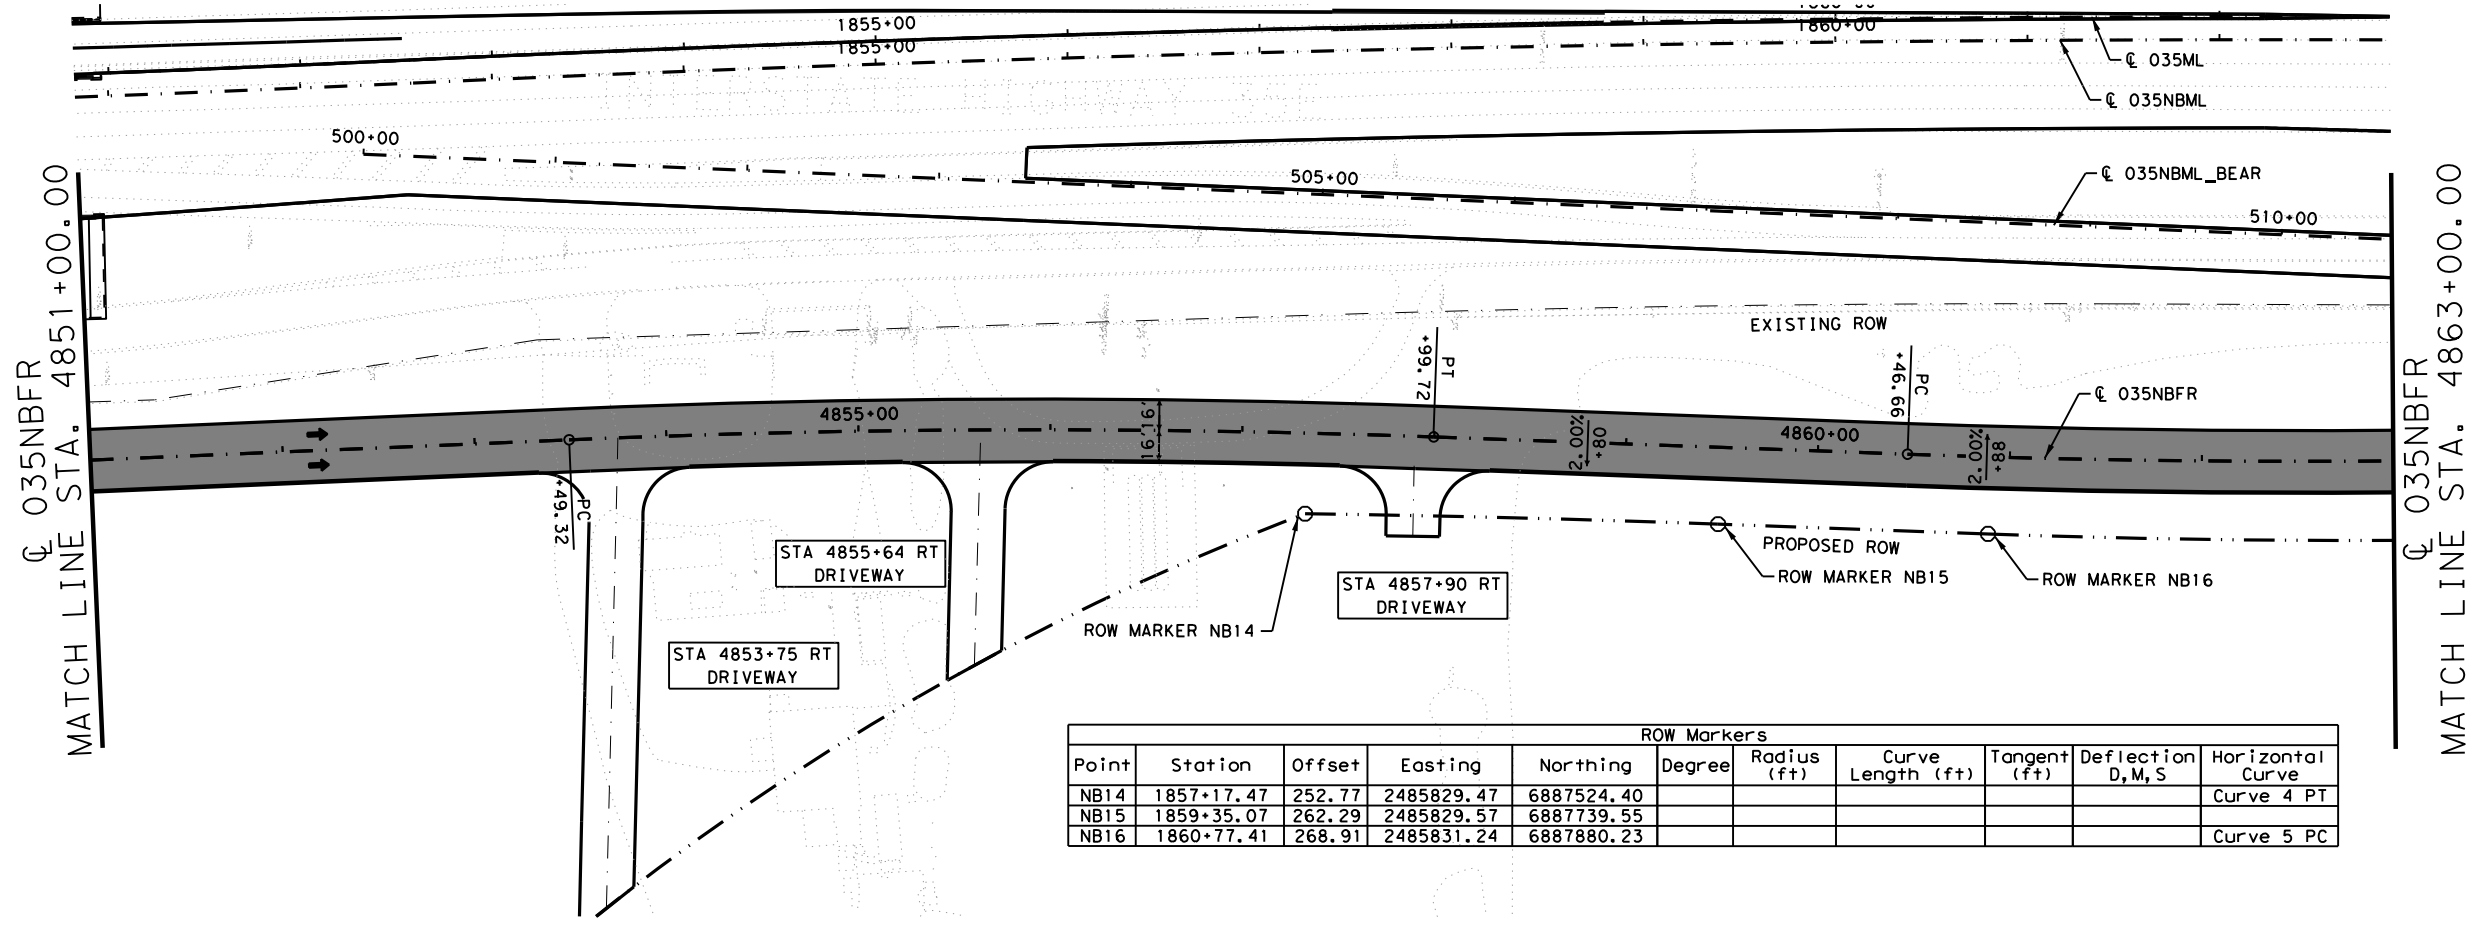 1855+00
1860+00
1855+00
℄ 035ML
℄ 035NBML
INTERSTATE HIGHWAY 35E
500+00
505+00
℄ 035NBML_BEAR
510+00
℄ 035NBFR
MATCH LINE STA. 4851+00.00
EXISTING ROW
PT
+99.72
PC
+46.66
℄ 035NBFR
4855+00
16'
16'
2.00%
+80
4860+00
2.00%
+88
PC
+49.32
℄ 035NBFR
MATCH LINE STA. 4863+00.00
STA 4855+64 RT
DRIVEWAY
PROPOSED ROW
ROW MARKER NB15
ROW MARKER NB16
STA 4857+90 RT
DRIVEWAY
ROW MARKER NB14
STA 4853+75 RT
DRIVEWAY
ROW Markers
Point Station Offset Easting Northing Degree Radius (ft) Curve Length (ft) Tangent (ft) Deflection D,M,S Horizontal Curve
NB14 1857+17.47 252.77 2485829.47 6887524.40 Curve 4 PT
NB15 1859+35.07 262.29 2485829.57 6887739.55
NB16 1860+77.41 268.91 2485831.24 6887880.23 Curve 5 PC